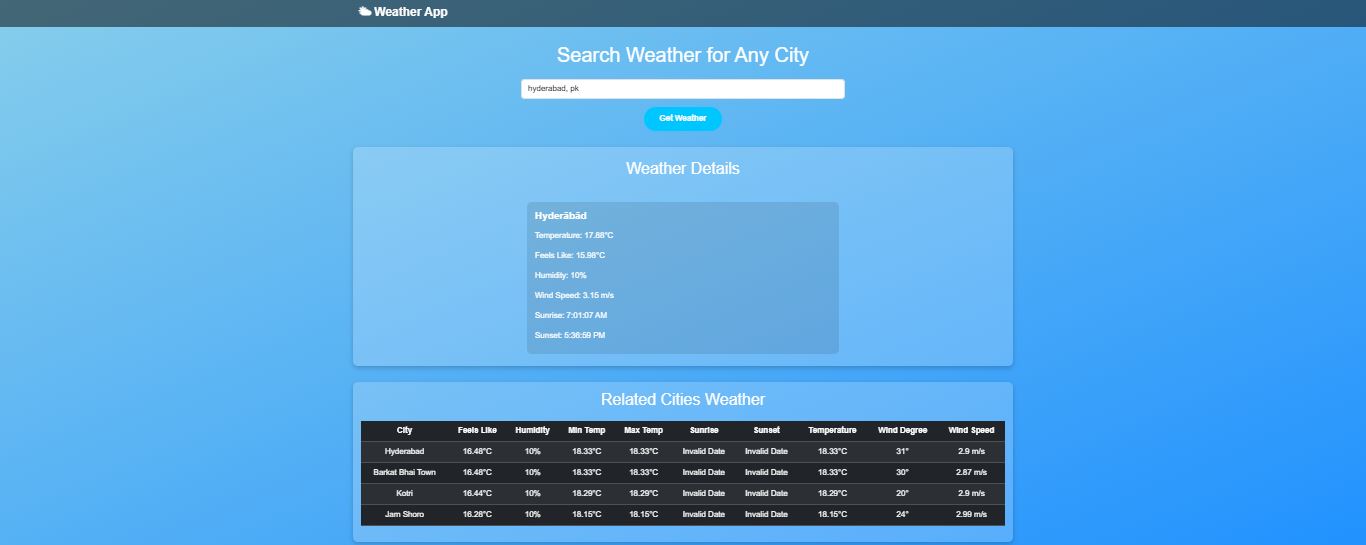 Weather App
Search Weather for Any City
hyderabad, pk
Get Weather
Weather Details
Hyderābād
Temperature: 17.88°C
Feels Like: 15.98°C
Humidity: 10%
Wind Speed: 3.15 m/s
Sunrise: 7:01:07 AM
Sunset: 5:36:59 PM
Related Cities Weather
City Feels Like Humidity Min Temp Max Temp Sunrise Sunset Temperature Wind Degree Wind Speed
Hyderabad 16.48°C 10% 18.33°C 18.33°C Invalid Date Invalid Date 18.33°C 31° 2.9 m/s
Barkat Bhai Town 16.48°C 10% 18.33°C 18.33°C Invalid Date Invalid Date 18.33°C 30° 2.87 m/s
Kotri 16.44°C 10% 18.29°C 18.29°C Invalid Date Invalid Date 18.29°C 20° 2.9 m/s
Jam Shoro 16.28°C 10% 18.15°C 18.15°C Invalid Date Invalid Date 18.15°C 24° 2.99 m/s